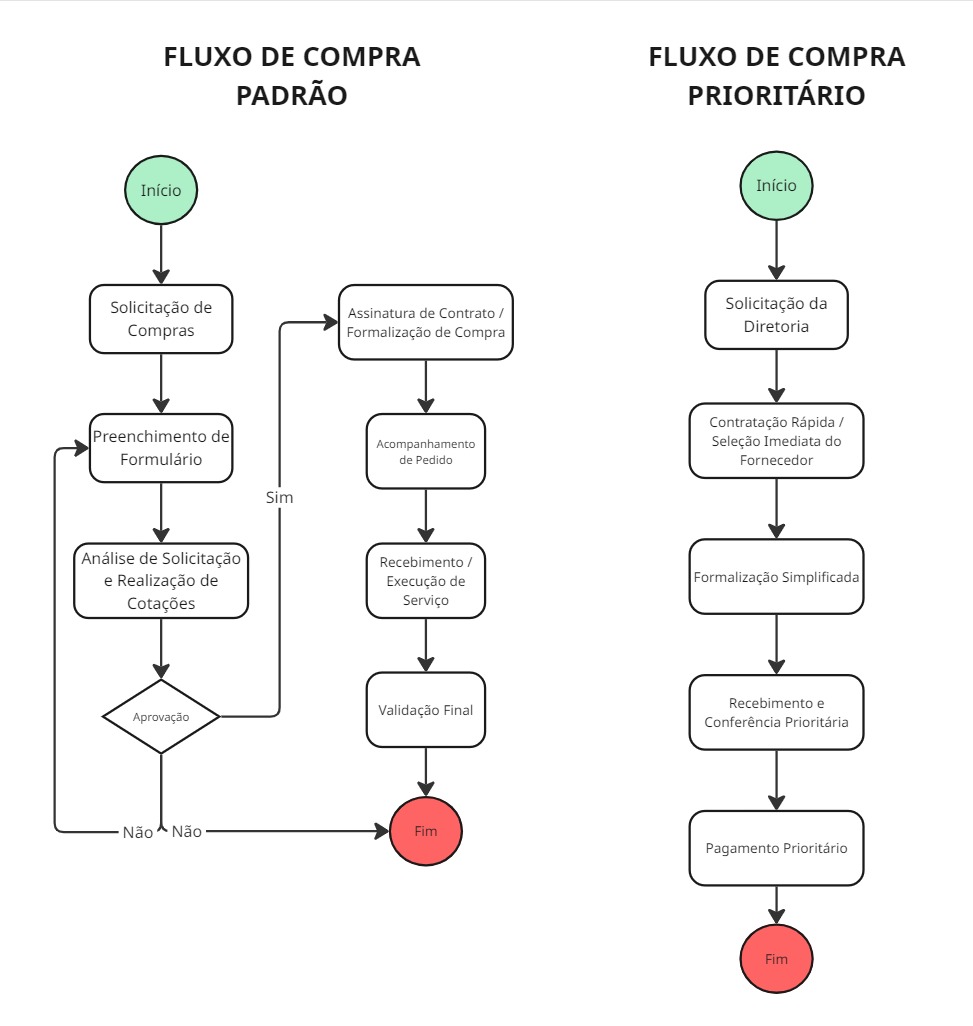 FLUXO DE COMPRA
PADRÃO
Início
Solicitação de
Compras
Preenchimento de
Formulário
Análise de Solicitação
e Realização de
Cotações
Aprovação
Sim
Não
Não
Assinatura de Contrato /
Formalização de Compra
Acompanhamento
de Pedido
Recebimento /
Execução de
Serviço
Validação Final
Fim
FLUXO DE COMPRA
PRIORITÁRIO
Início
Solicitação da
Diretoria
Contratação Rápida /
Seleção Imediata do
Fornecedor
Formalização Simplificada
Recebimento e
Conferência Prioritária
Pagamento Prioritário
Fim